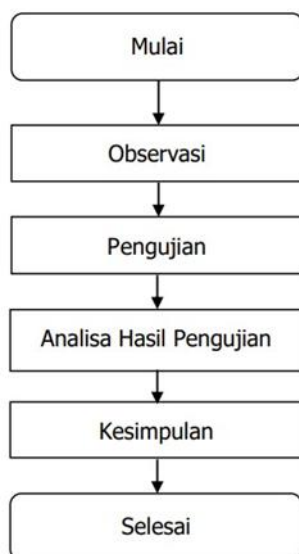 Mulai
Observasi
Pengujian
Analisa Hasil Pengujian
Kesimpulan
Selesai